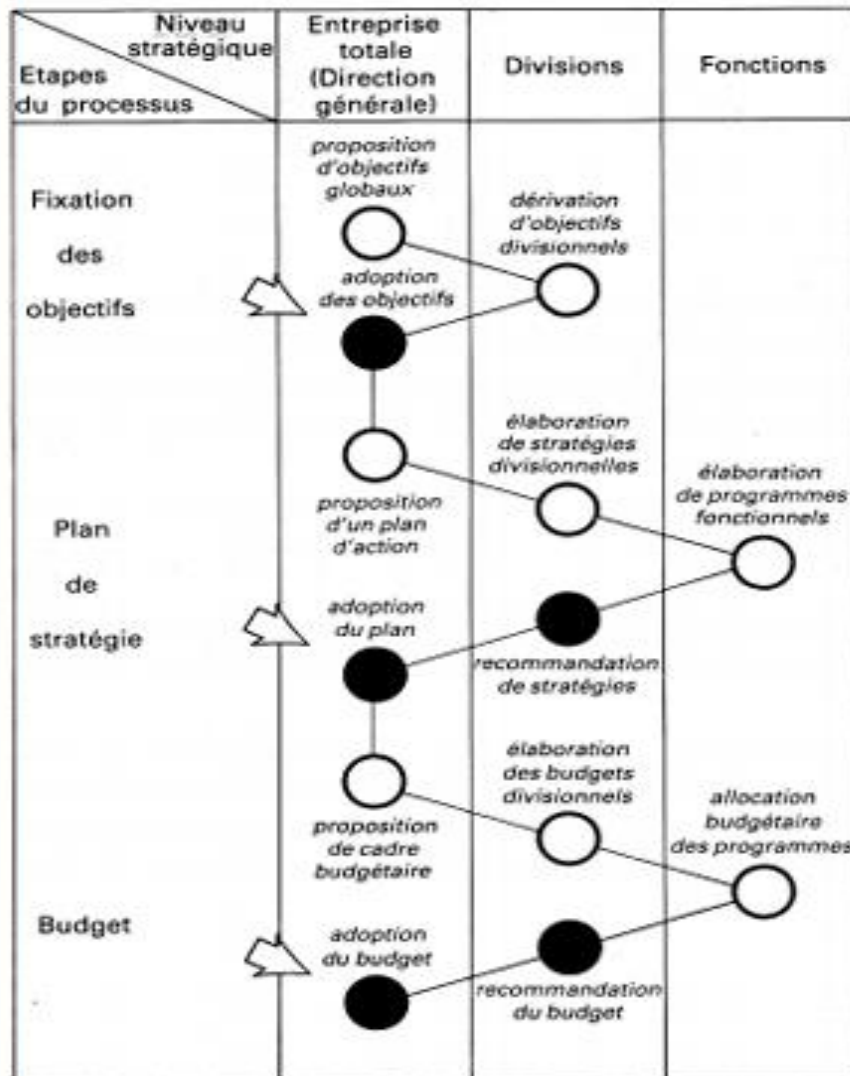 Niveau
stratégique
Etapes
du processus
Entreprise
totale
(Direction
générale)
Divisions
Fonctions
Fixation
des
objectifs
proposition
d'objectifs
globaux
dérivation
d'objectifs
divisionnels
adoption
des objectifs
Plan
de
stratégie
proposition
d'un plan
d'action
élaboration
de stratégies
divisionnelles
élaboration
de programmes
fonctionnels
adoption
du plan
recommandation
de stratégies
Budget
proposition
de cadre
budgétaire
élaboration
des budgets
divisionnels
allocation
budgétaire
des programmes
adoption
du budget
recommandation
du budget